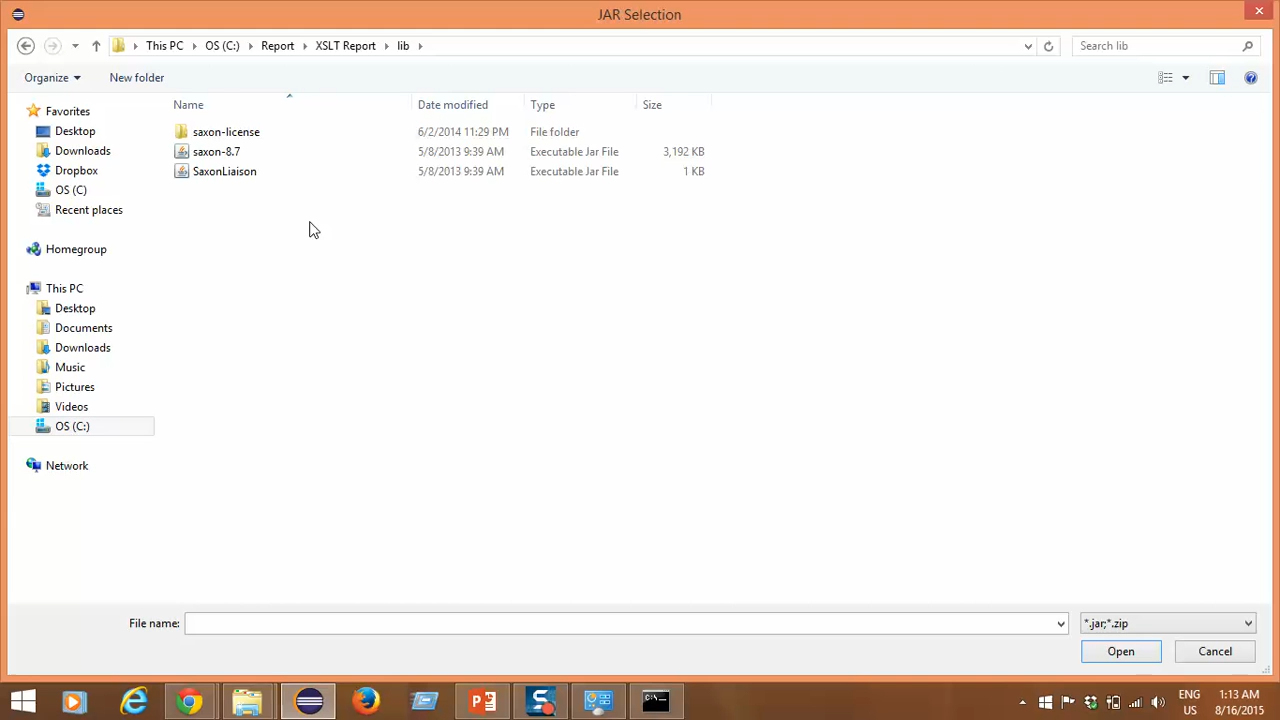 JAR Selection
This PC OS (C:) Report XSLT Report lib Search lib
Organize New folder
Name Date modified Type Size
Favorites
Desktop
Downloads
Dropbox
OS (C)
Recent places
Homegroup
This PC
Desktop
Documents
Downloads
Music
Pictures
Videos
OS (C:)
Network
saxon-license 6/2/2014 11:29 PM File folder
saxon-8.7 5/8/2013 9:39 AM Executable Jar File 3,192 KB
SaxonLiaison 5/8/2013 9:39 AM Executable Jar File 1 KB
File name: *.jar;*.zip
Open Cancel
ENG 1:13 AM
US 8/16/2015